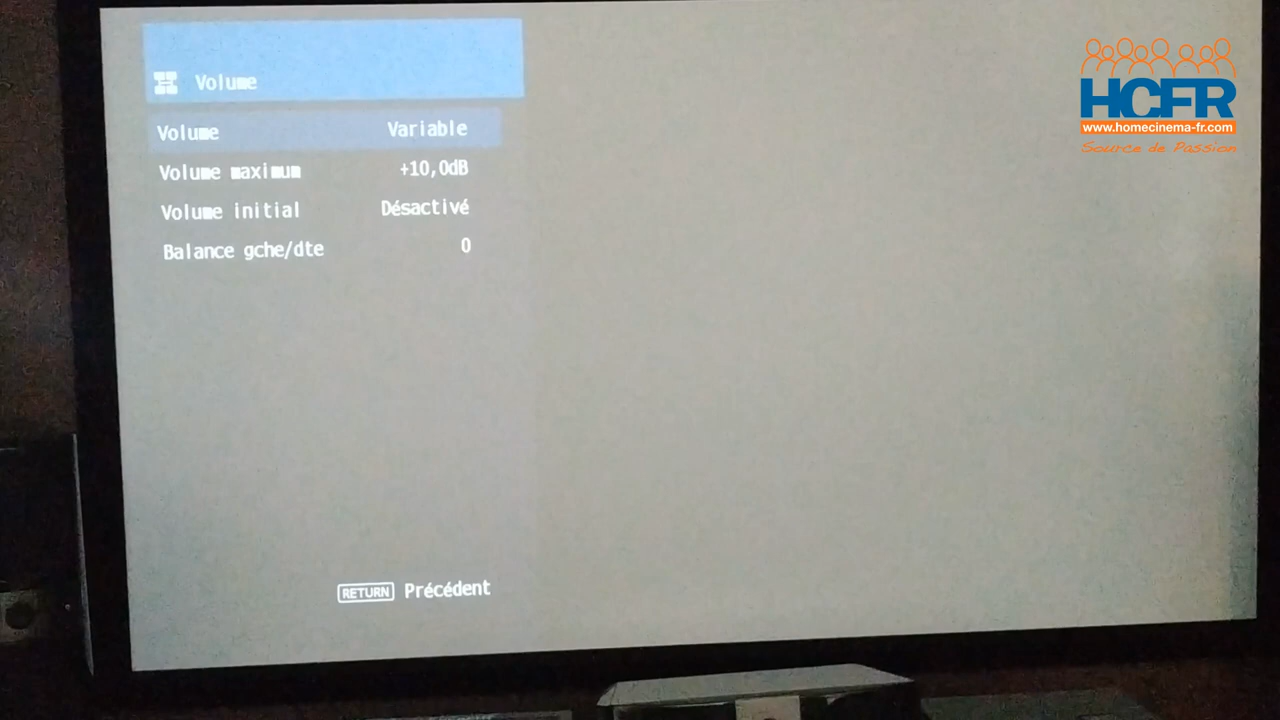 Volume
Volume Variable
Volume maximum +10,0dB
Volume initial Désactivé
Balance gche/dte 0
RETURN Précédent
HCFR
www.homecinema-fr.com
Source de Passion